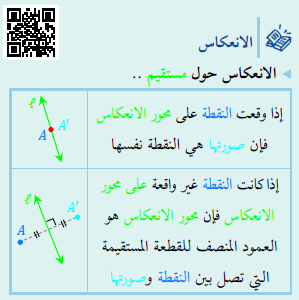 الانعكاس
الانعكاس حول مستقيم ..
إذا وقعت النقطة على محور الانعكاس
فإن صورتها هي النقطة نفسها
ℓ
A A′
إذا كانت النقطة غير واقعة على محور
الانعكاس فإن محور الانعكاس هو
العمود المنصف للقطعة المستقيمة
التي تصل بين النقطة وصورتها
ℓ
A′
A